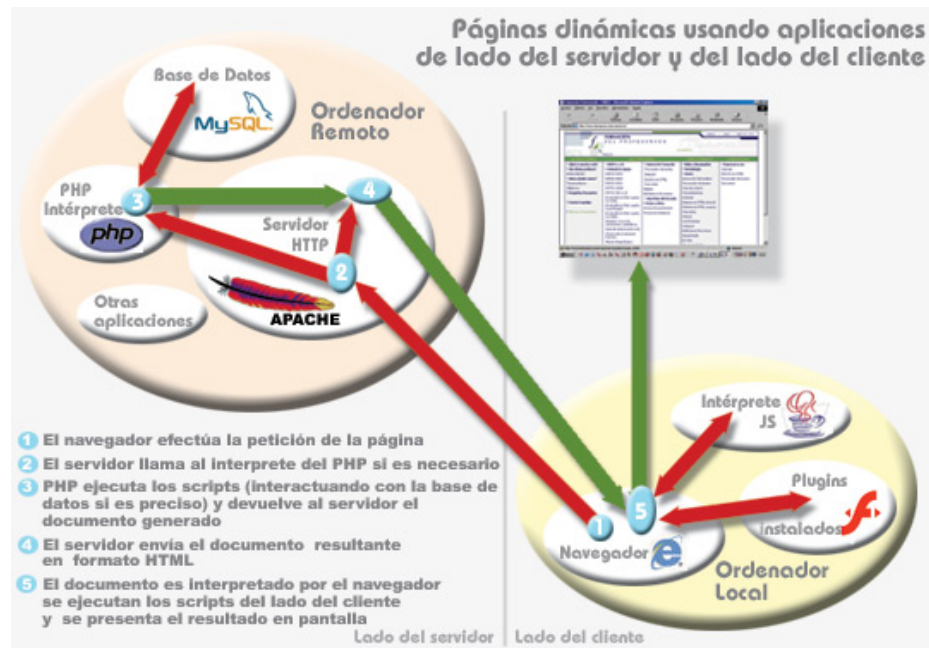 Páginas dinámicas usando aplicaciones
de lado del servidor y del lado del cliente
Base de Datos
MySQL.
Ordenador
Remoto
PHP
Intérprete
php
3
4
Servidor
HTTP
2
APACHE
Otras
aplicaciones
Intérprete
JS
Plugins
instalados
1
5
Navegador
Ordenador
Local
1 El navegador efectúa la petición de la página
2 El servidor llama al interprete del PHP si es necesario
3 PHP ejecuta los scripts (interactuando con la base de
datos si es preciso) y devuelve al servidor el
documento generado
4 El servidor envía el documento resultante
en formato HTML
5 El documento es interpretado por el navegador
se ejecutan los scripts del lado del cliente
y se presenta el resultado en pantalla
Lado del servidor
Lado del cliente